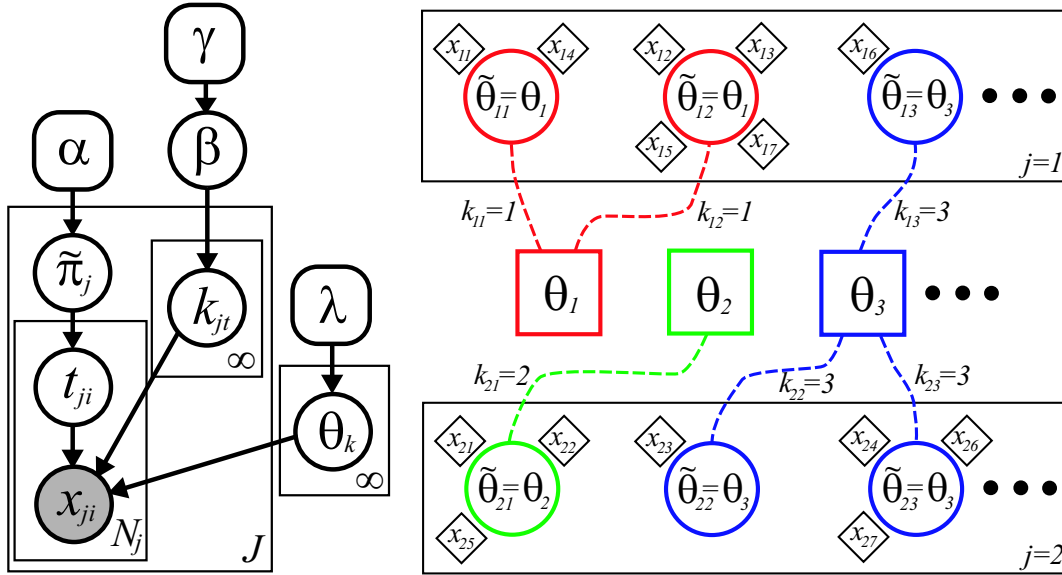 γ
α
β
π̃j
kjt
∞
λ
tji
θk
∞
xji
Nj
J
x11 x14 x12 x13 x16
θ̃11=θ1 θ̃12=θ1 θ̃13=θ3
x15 x17
j=1
k11=1 k12=1 k13=3
θ1 θ2 θ3
k21=2 k22=3 k23=3
x21 x22 x23 x24 x26
θ̃21=θ2 θ̃22=θ3 θ̃23=θ3
x25 x27
j=2